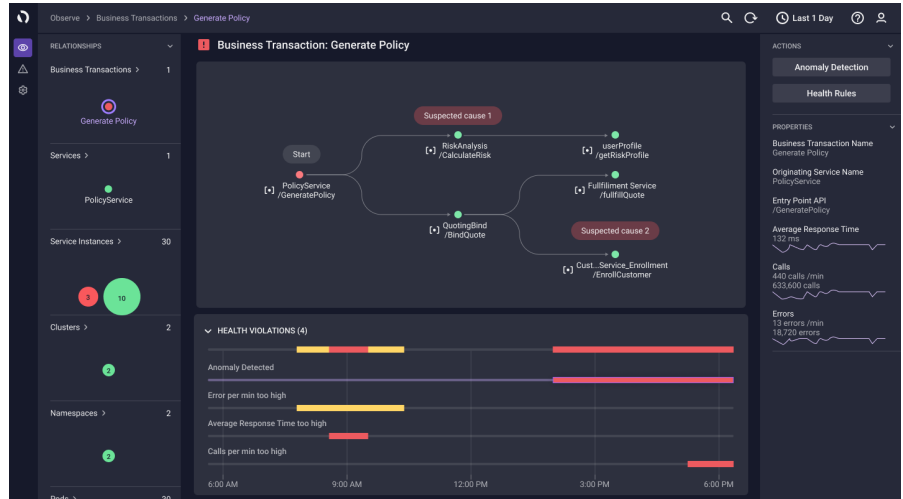 Observe > Business Transactions > Generate Policy
Last 1 Day
RELATIONSHIPS
Business Transactions > 1
Generate Policy
Services > 1
PolicyService
Service Instances > 30
3
10
Clusters > 2
2
Namespaces > 2
2
Pods > 30
Business Transaction: Generate Policy
Suspected cause 1
Start
RiskAnalysis
/CalculateRisk
userProfile
/getRiskProfile
PolicyService
/GeneratePolicy
Fullfiliment Service
/fullfillQuote
QuotingBind
/BindQuote
Suspected cause 2
Cust...Service_Enrollment
/EnrollCustomer
HEALTH VIOLATIONS (4)
Anomaly Detected
Error per min too high
Average Response Time too high
Calls per min too high
6:00 AM
9:00 AM
12:00 PM
3:00 PM
6:00 PM
ACTIONS
Anomaly Detection
Health Rules
PROPERTIES
Business Transaction Name
Generate Policy
Originating Service Name
PolicyService
Entry Point API
/GeneratePolicy
Average Response Time
132 ms
Calls
440 calls /min
633,600 calls
Errors
13 errors /min
18,720 errors